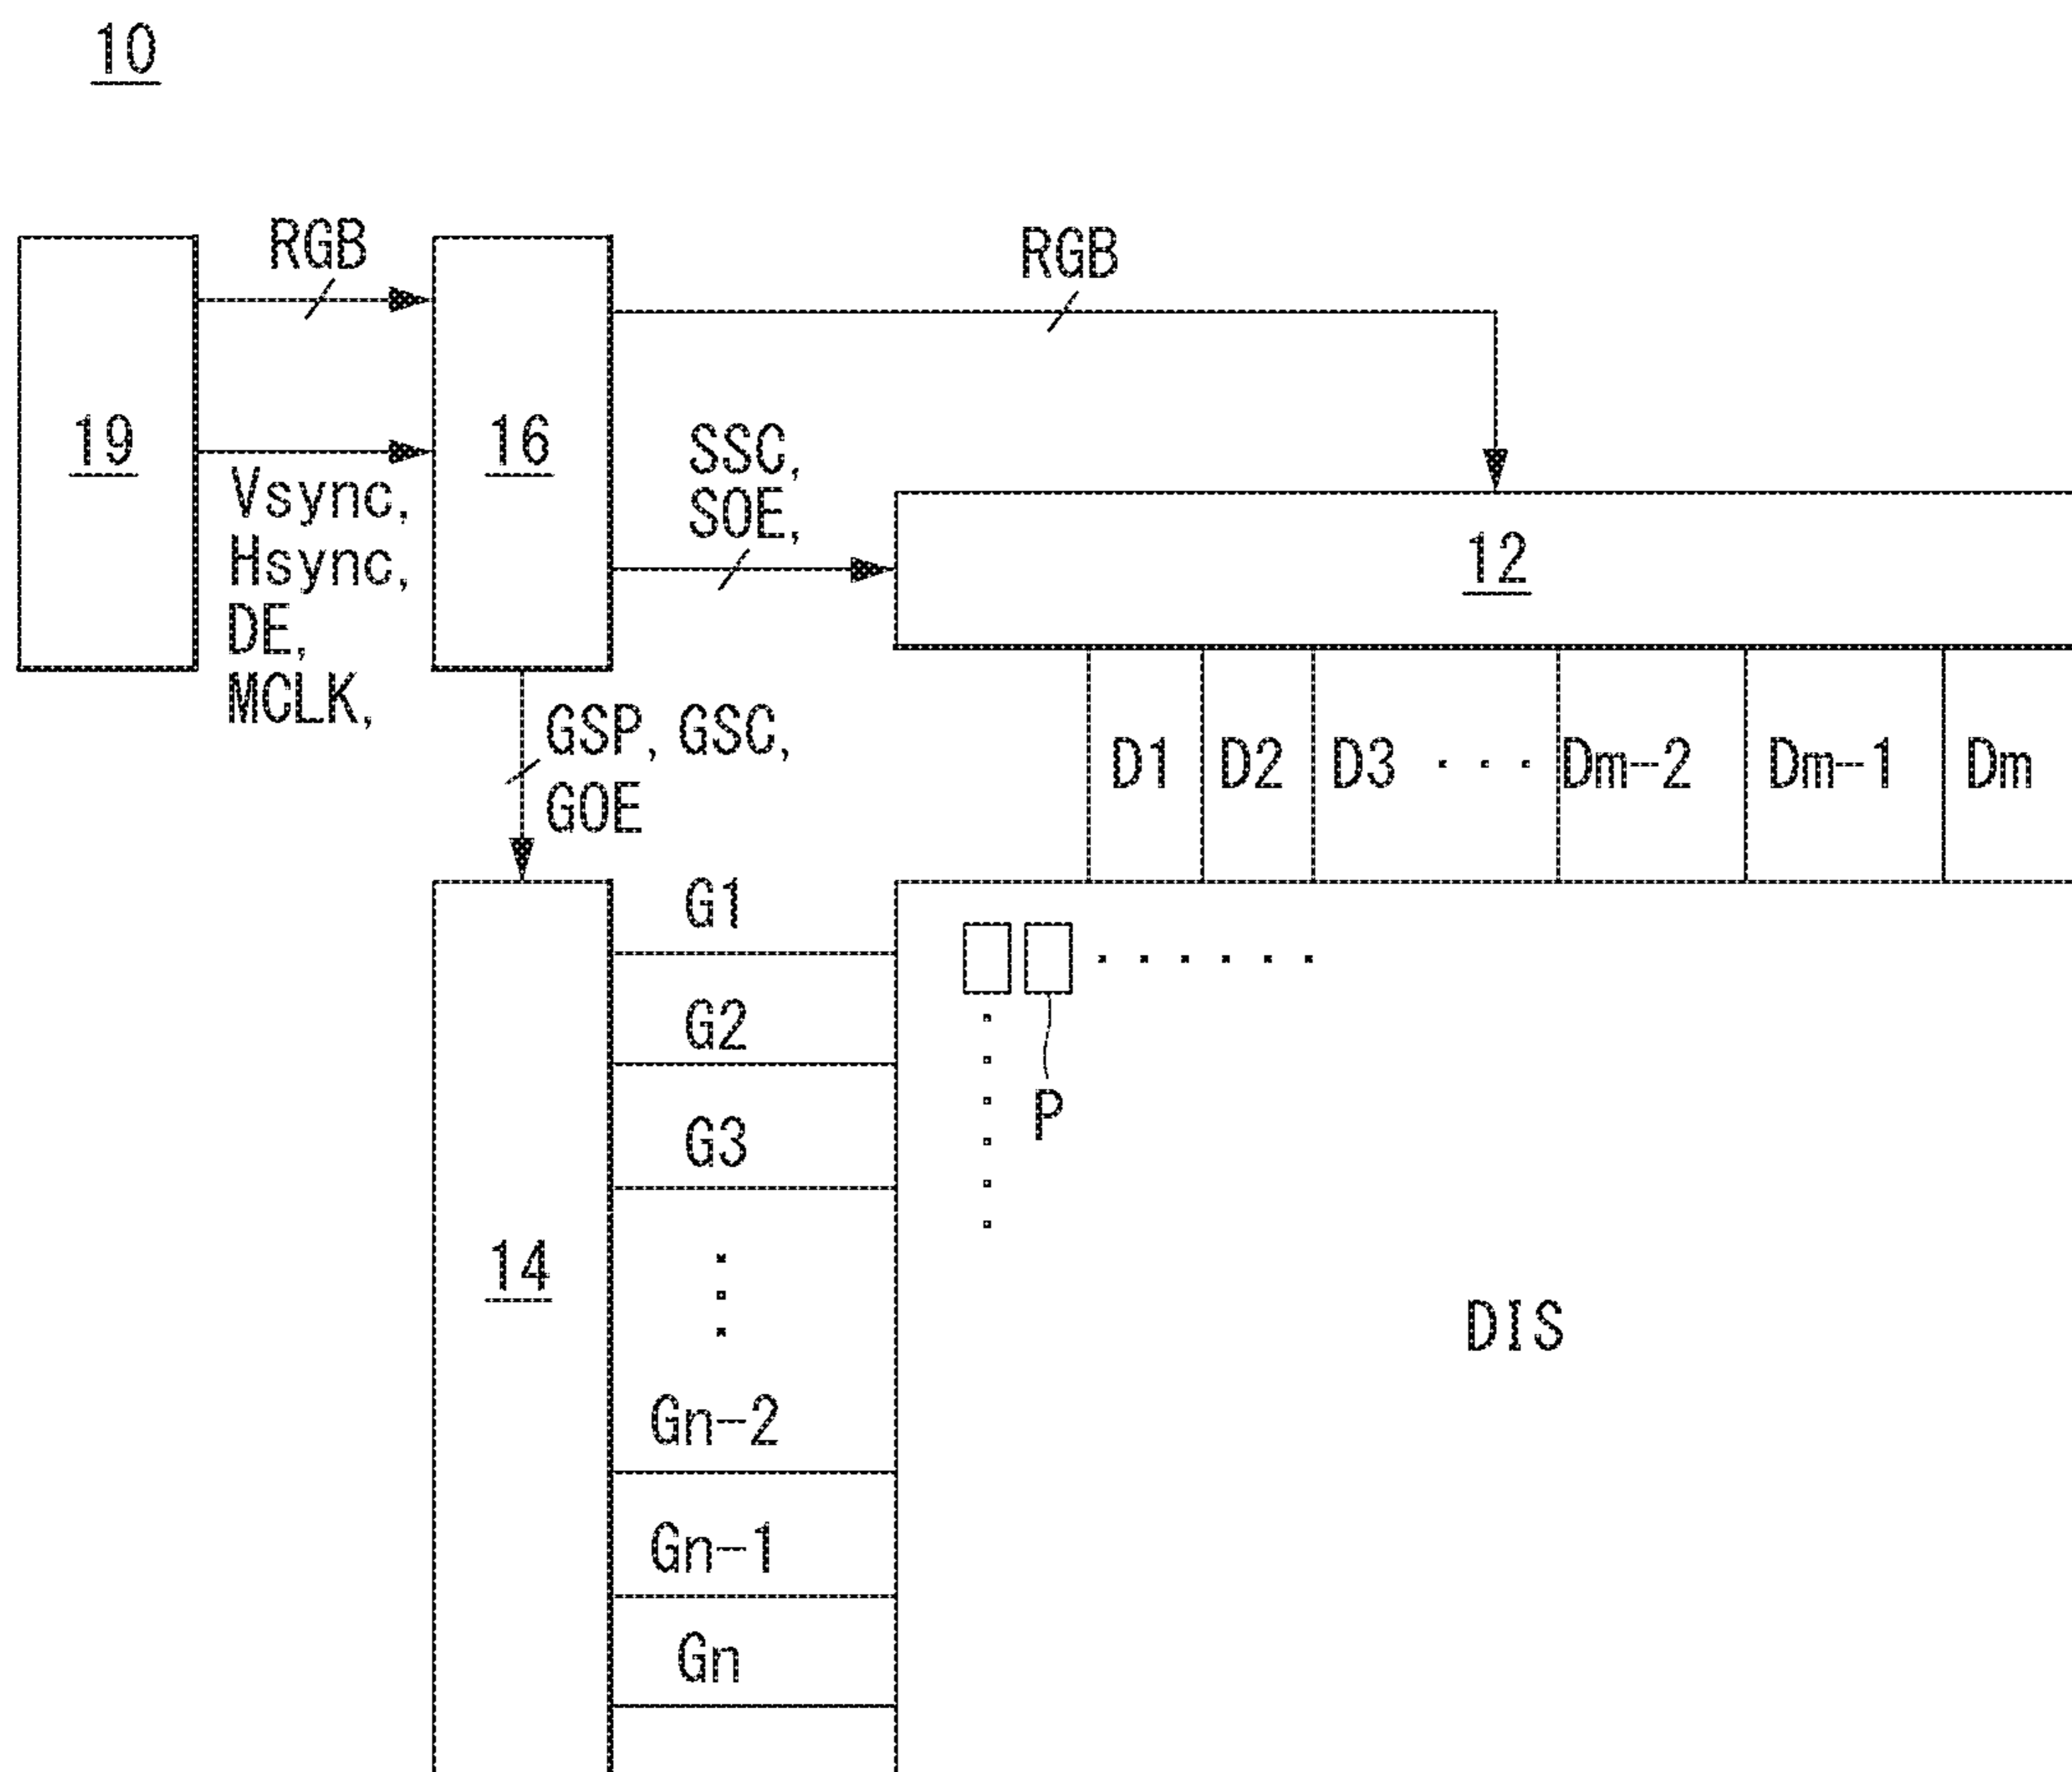 10
RGB
RGB
19
16
SSC,
SOE,
Vsync,
Hsync,
DE,
MCLK,
12
GSP, GSC,
GOE
D1 D2 D3 ··· Dm-2 Dm-1 Dm
G1
G2
P
G3
14
DIS
Gn-2
Gn-1
Gn